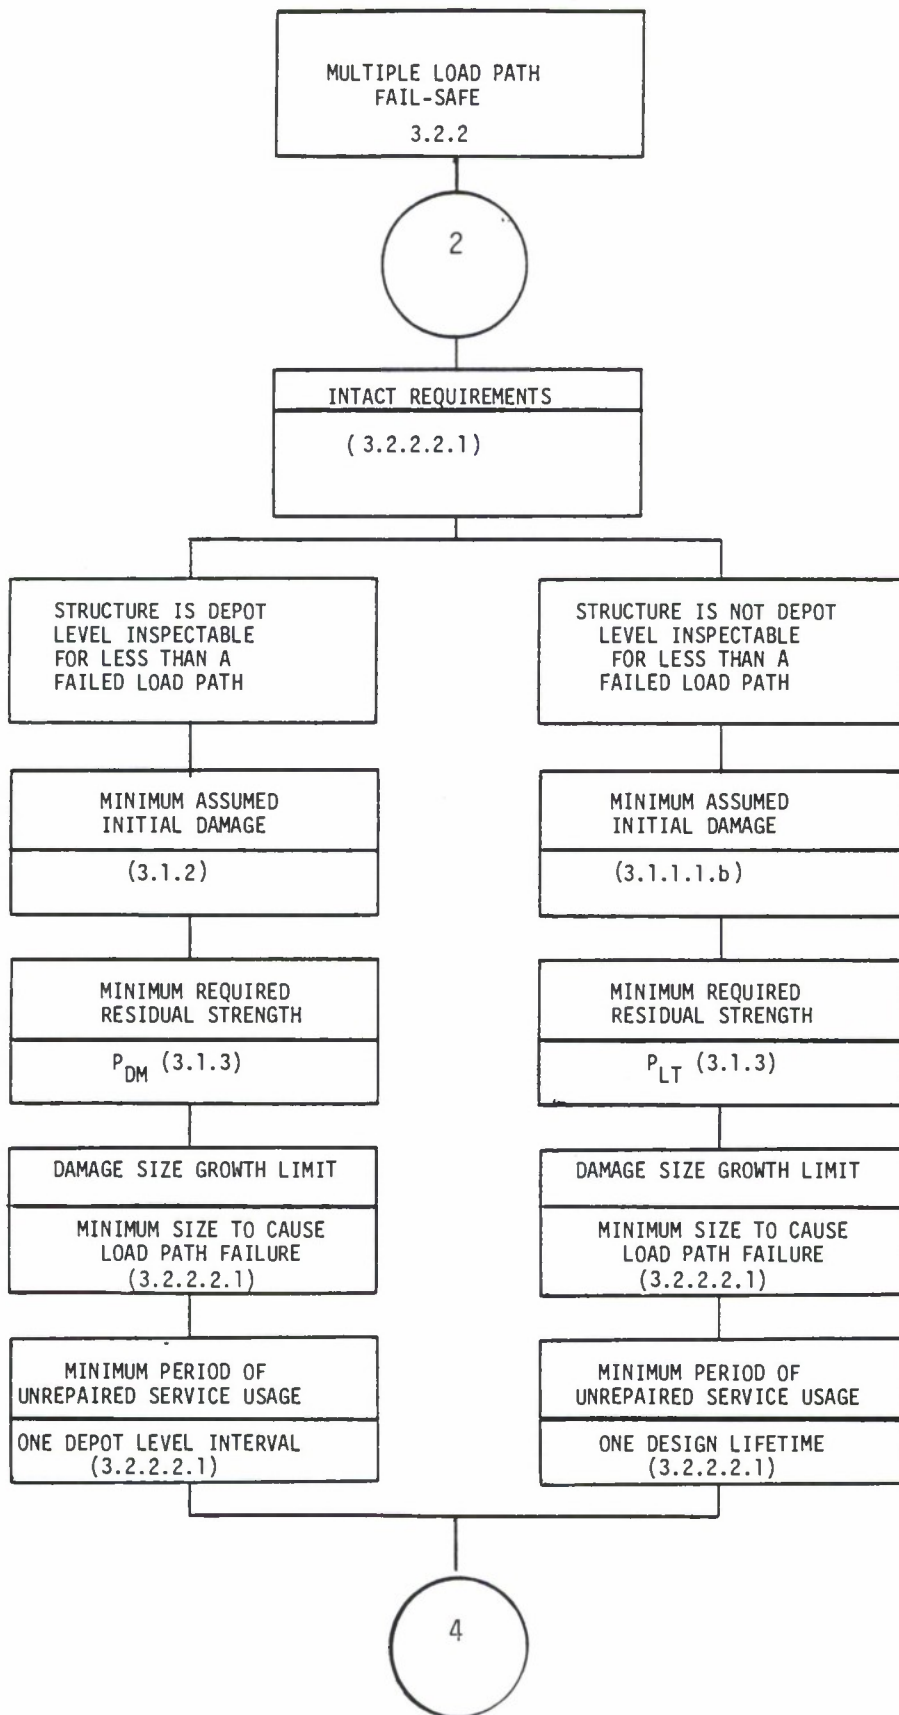 MULTIPLE LOAD PATH
FAIL-SAFE
3.2.2
2
INTACT REQUIREMENTS
(3.2.2.2.1)
STRUCTURE IS DEPOT
LEVEL INSPECTABLE
FOR LESS THAN A
FAILED LOAD PATH
MINIMUM ASSUMED
INITIAL DAMAGE
(3.1.2)
MINIMUM REQUIRED
RESIDUAL STRENGTH
PDM (3.1.3)
DAMAGE SIZE GROWTH LIMIT
MINIMUM SIZE TO CAUSE
LOAD PATH FAILURE
(3.2.2.2.1)
MINIMUM PERIOD OF
UNREPAIRED SERVICE USAGE
ONE DEPOT LEVEL INTERVAL
(3.2.2.2.1)
STRUCTURE IS NOT DEPOT
LEVEL INSPECTABLE
FOR LESS THAN A
FAILED LOAD PATH
MINIMUM ASSUMED
INITIAL DAMAGE
(3.1.1.1.b)
MINIMUM REQUIRED
RESIDUAL STRENGTH
PLT (3.1.3)
DAMAGE SIZE GROWTH LIMIT
MINIMUM SIZE TO CAUSE
LOAD PATH FAILURE
(3.2.2.2.1)
MINIMUM PERIOD OF
UNREPAIRED SERVICE USAGE
ONE DESIGN LIFETIME
(3.2.2.2.1)
4